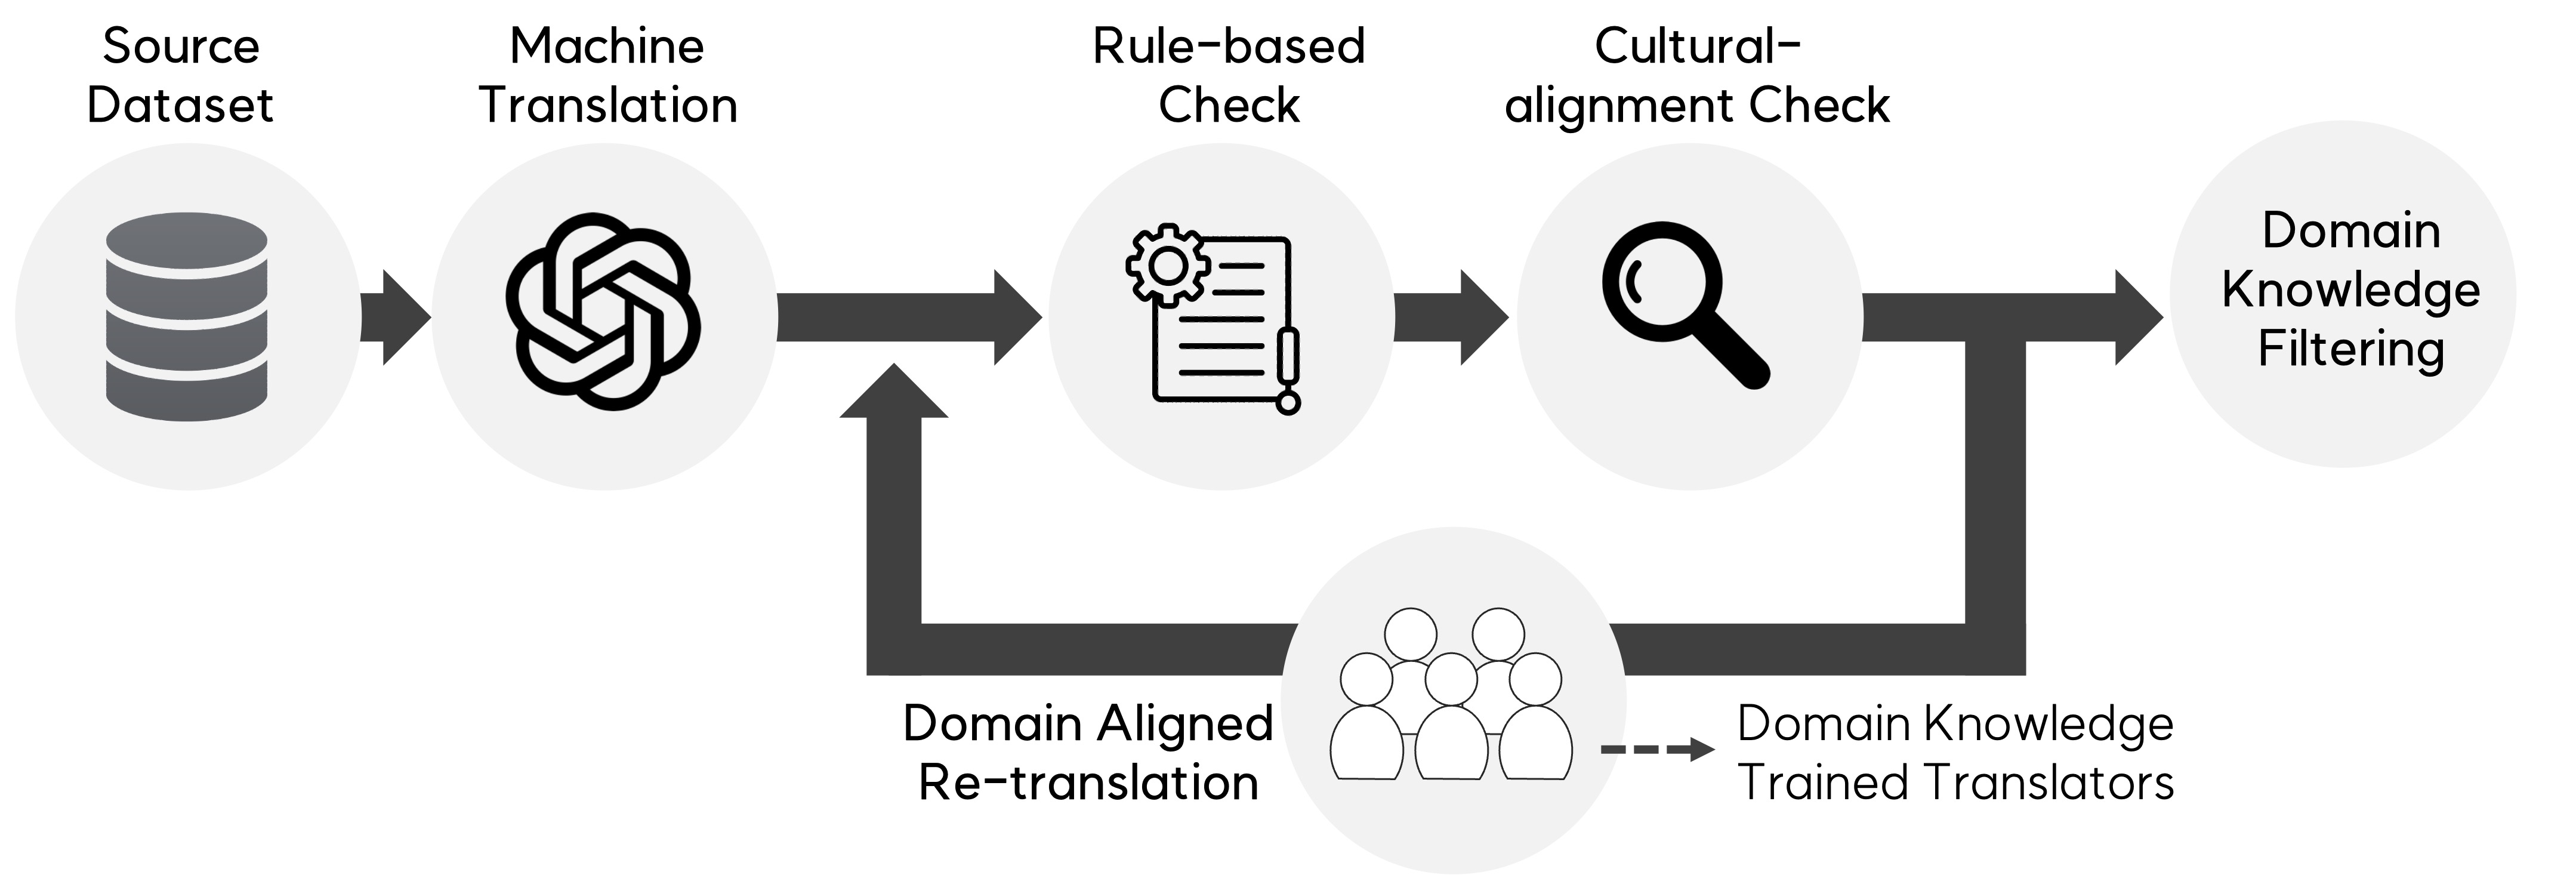 Source
Dataset
Machine
Translation
Rule-based
Check
Cultural-
alignment Check
Domain
Knowledge
Filtering
Domain Aligned
Re-translation
Domain Knowledge
Trained Translators